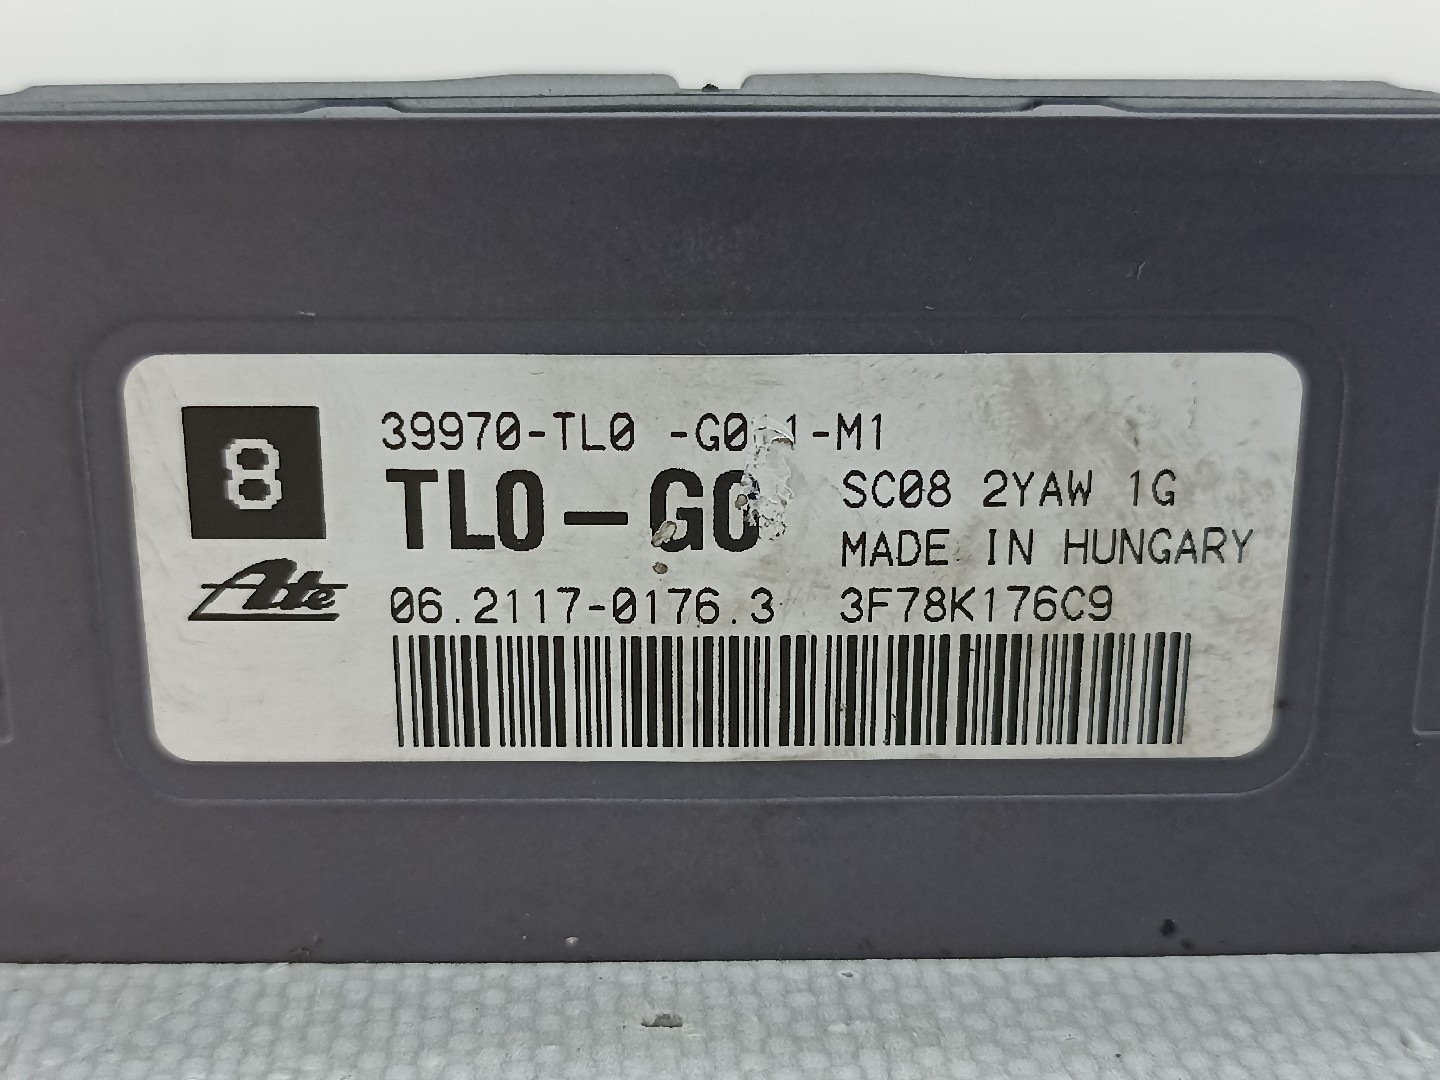 8
39970-TL0 -G0 1-M1
TL0-G0
SC08 2YAW 1G
MADE IN HUNGARY
Ate
06.2117-0176.3 3F78K176C9